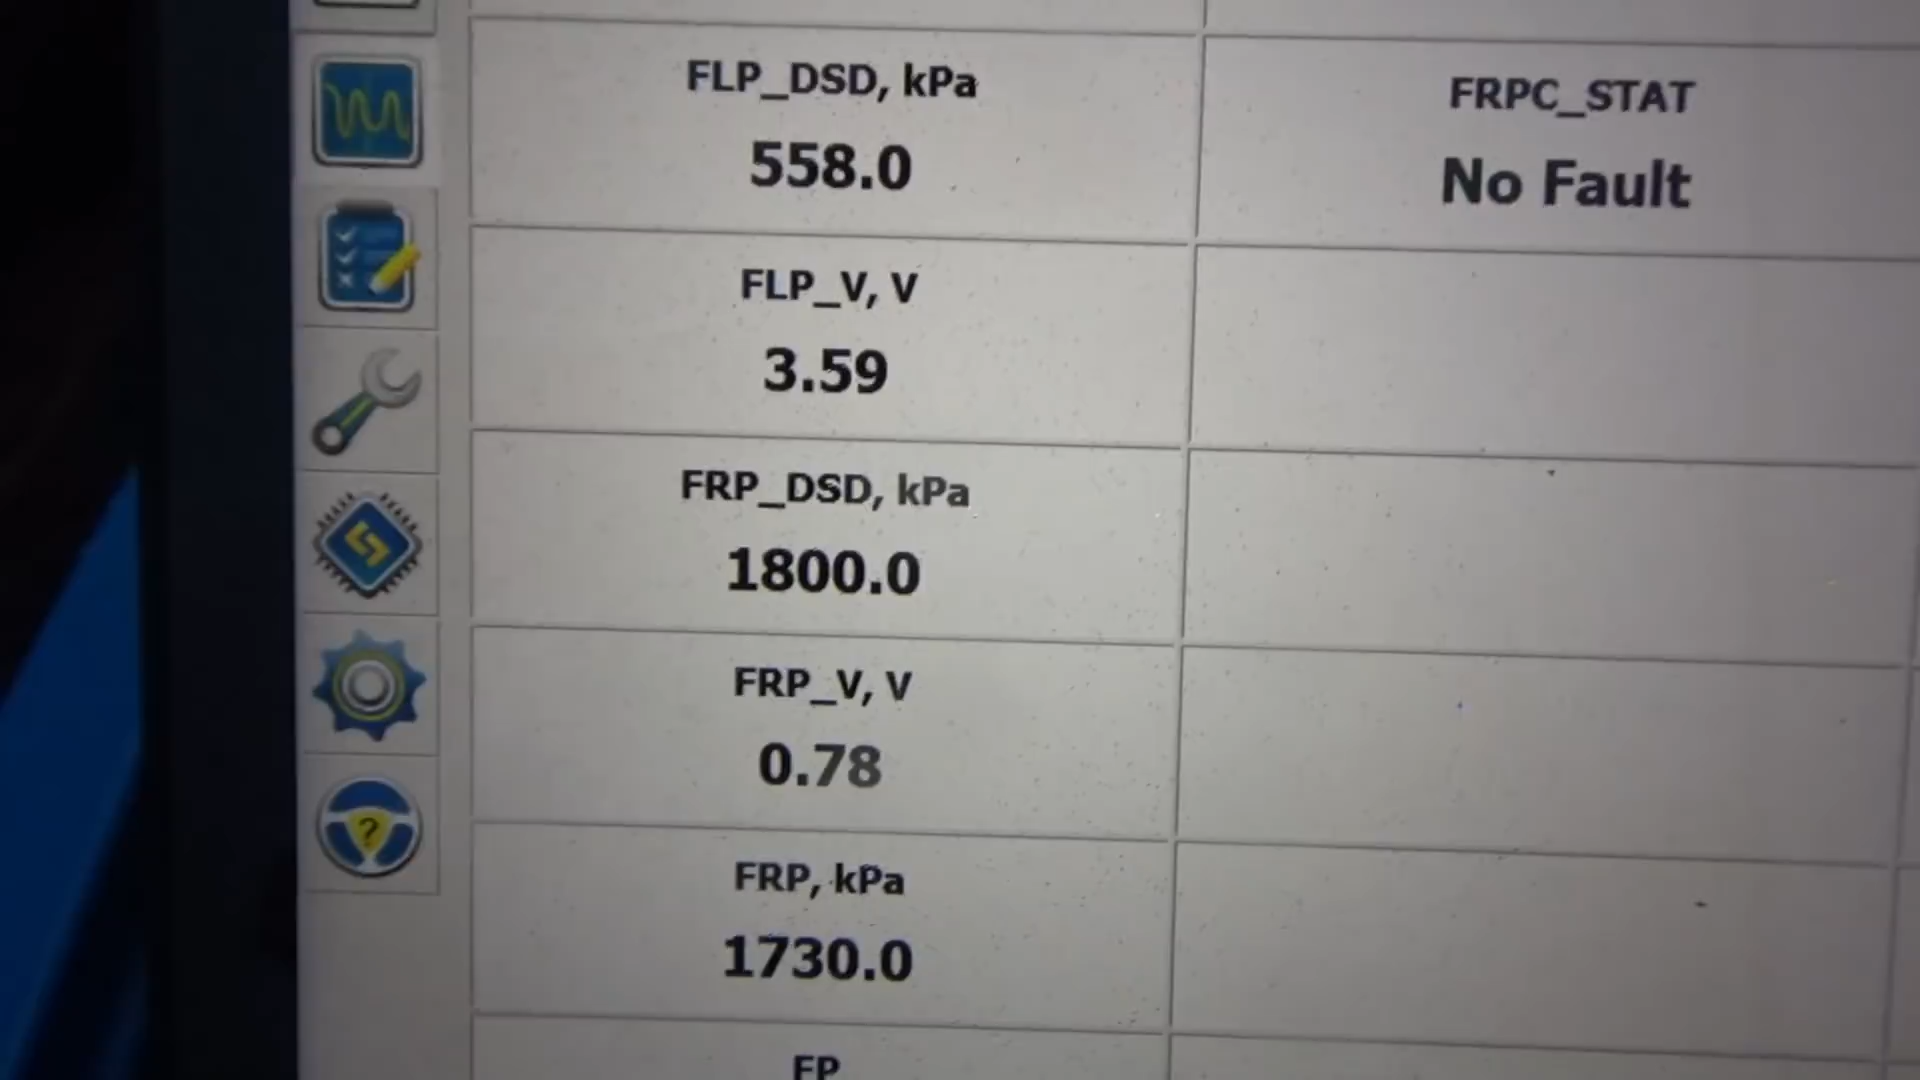 FLP_DSD, kPa
558.0
FRPC_STAT
No Fault
FLP_V, V
3.59
FRP_DSD, kPa
1800.0
FRP_V, V
0.78
FRP, kPa
1730.0
FP
?